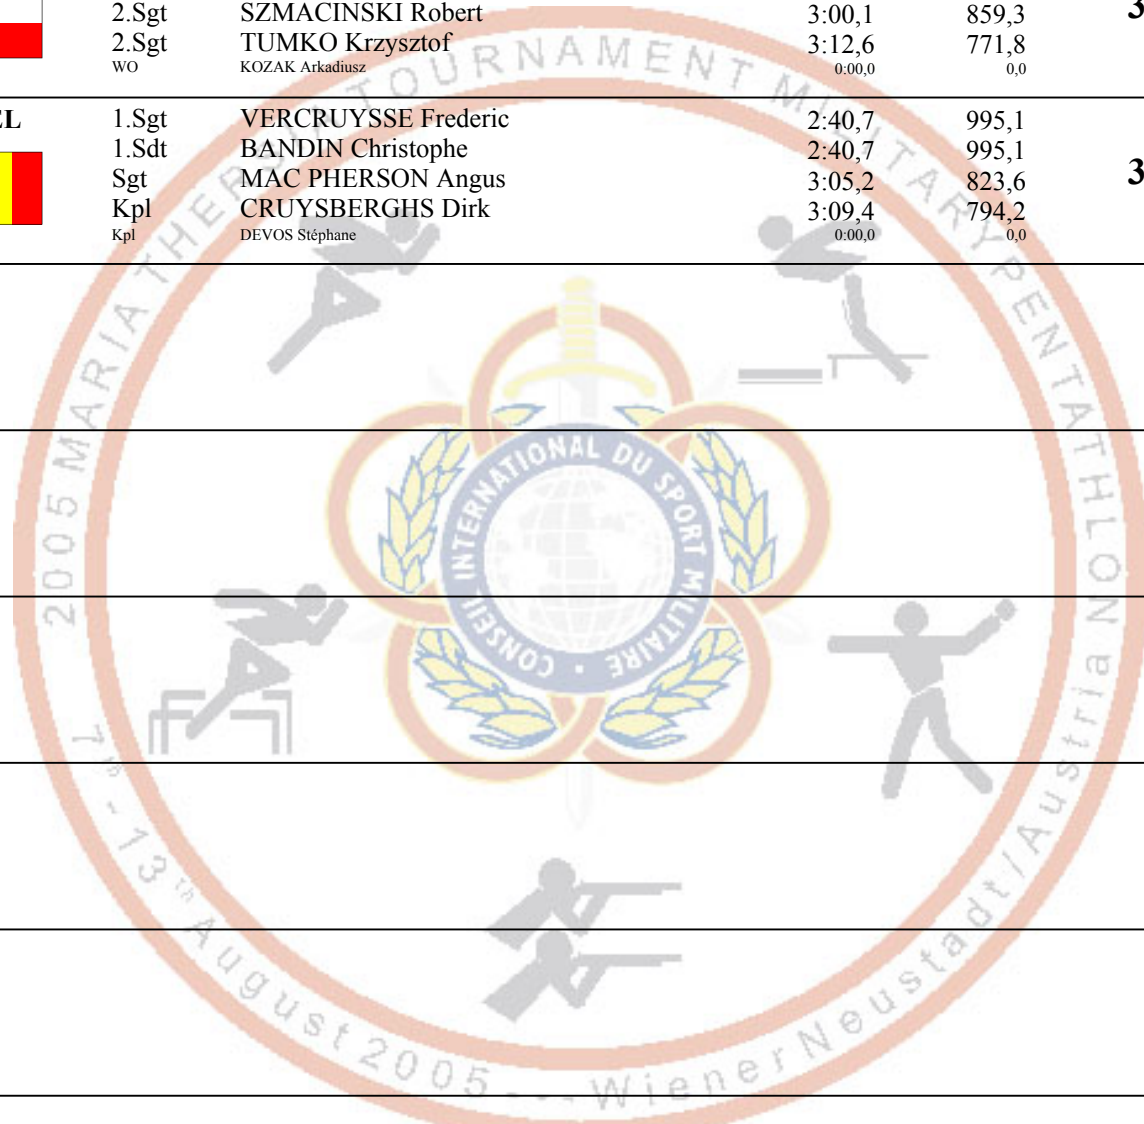 2.Sgt SZMACINSKI Robert 3:00,1 859,3 3
2.Sgt TUMKO Krzysztof 3:12,6 771,8
WO KOZAK Arkadiusz 0:00,0 0,0
EL 1.Sgt VERCRUYSSE Frederic 2:40,7 995,1
1.Sdt BANDIN Christophe 2:40,7 995,1
Sgt MAC PHERSON Angus 3:05,2 823,6 3
Kpl CRUYSBERGHS Dirk 3:09,4 794,2
Kpl DEVOS Stéphane 0:00,0 0,0
2005 MARIA THERSIA TOURNAMENT MILITARY PENTATHLON
CONSEIL INTERNATIONAL DU SPORT MILITAIRE
7th - 13th August 2005 - - - Wiener Neustadt/Austria